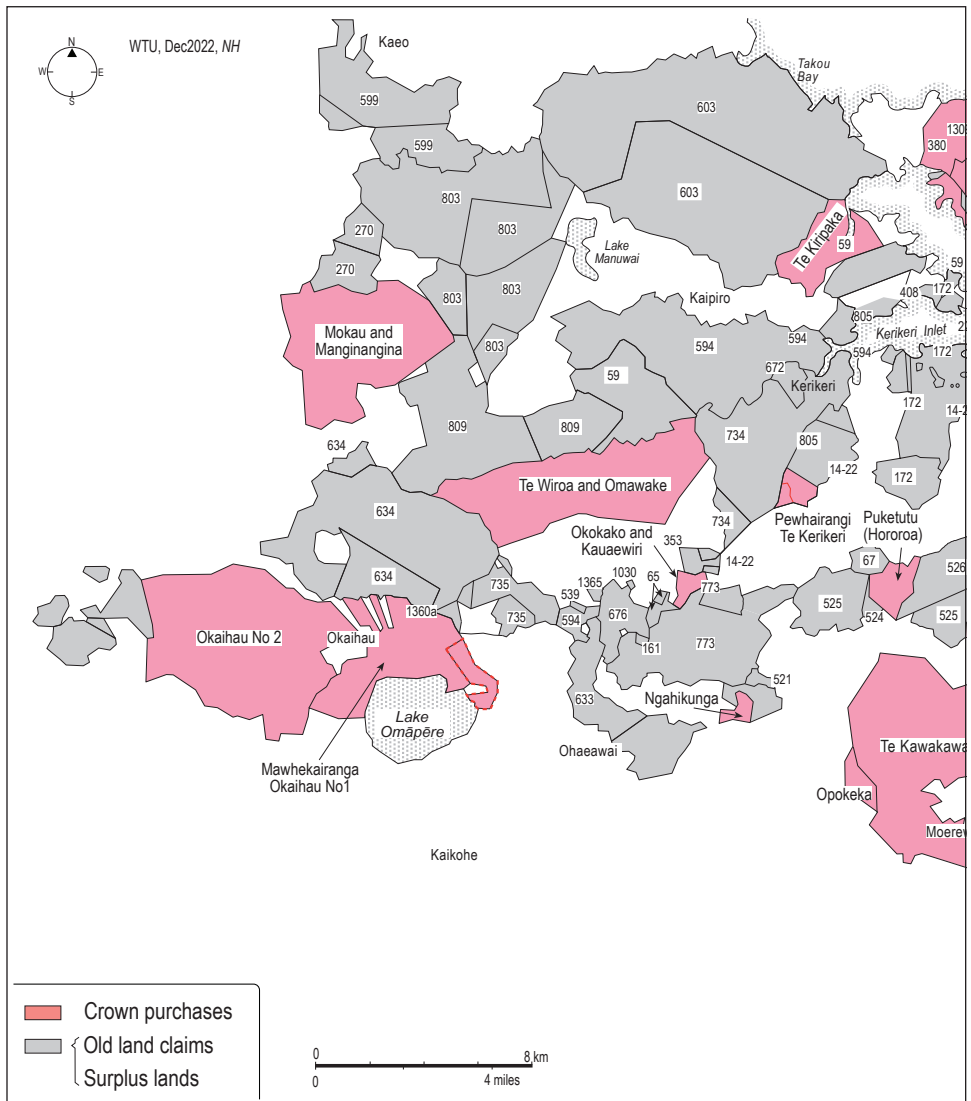 N
W
E
S
WTU, Dec2022, NH
Kaeo
Takou
Bay
599
603
130
380
599
803
603
270
803
Te Kiripaka
59
Lake
Manuwai
270
59
803
803
408
172
Kaipiro
805
Mokau and
Manginangina
Kerikeri Inlet
594
594
803
594
172
672
59
Kerikeri
172
14-2
809
809
734
805
634
14-22
172
Te Wiroa and Omawake
634
734
Pewhairangi
Te Kerikeri
Puketutu
(Hororoa)
Okokako and
Kauaewiri
353
14-22
67
526
634
735
1365
1030
65
773
539
525
524
525
1360a
735
594
676
Okaihau No 2
Okaihau
161
773
521
Ngahikunga
633
Lake
Omāpēre
Ohaeawai
Te Kawakawa
Mawhekairanga
Okaihau No1
Opokeka
Moerew
Kaikohe
Crown purchases
Old land claims
Surplus lands
0
8 km
0
4 miles